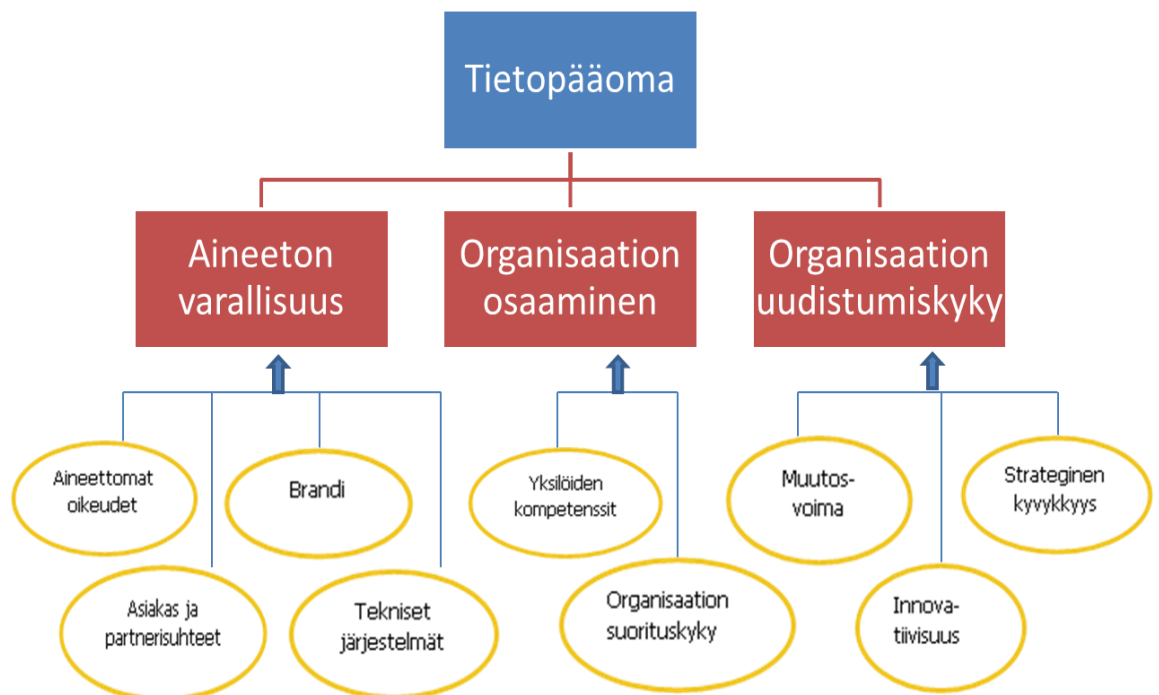 Tietopääoma
Aineeton
varallisuus
Organisaation
osaaminen
Organisaation
uudistumiskyky
Aineettomat
oikeudet
Brandi
Asiakas ja
partnerisuhteet
Tekniset
järjestelmät
Yksilöiden
kompetenssit
Organisaation
suorituskyky
Muutos-
voima
Strateginen
kyvykkyys
Innova-
tiivisuus